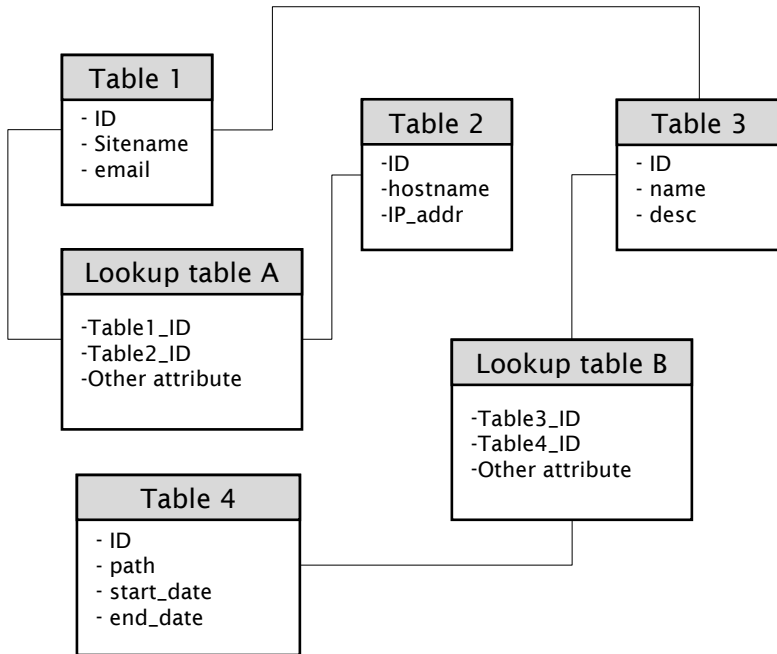 Table 1
- ID
- Sitename
- email
Table 2
-ID
-hostname
-IP_addr
Table 3
- ID
- name
- desc
Lookup table A
-Table1_ID
-Table2_ID
-Other attribute
Lookup table B
-Table3_ID
-Table4_ID
-Other attribute
Table 4
- ID
- path
- start_date
- end_date